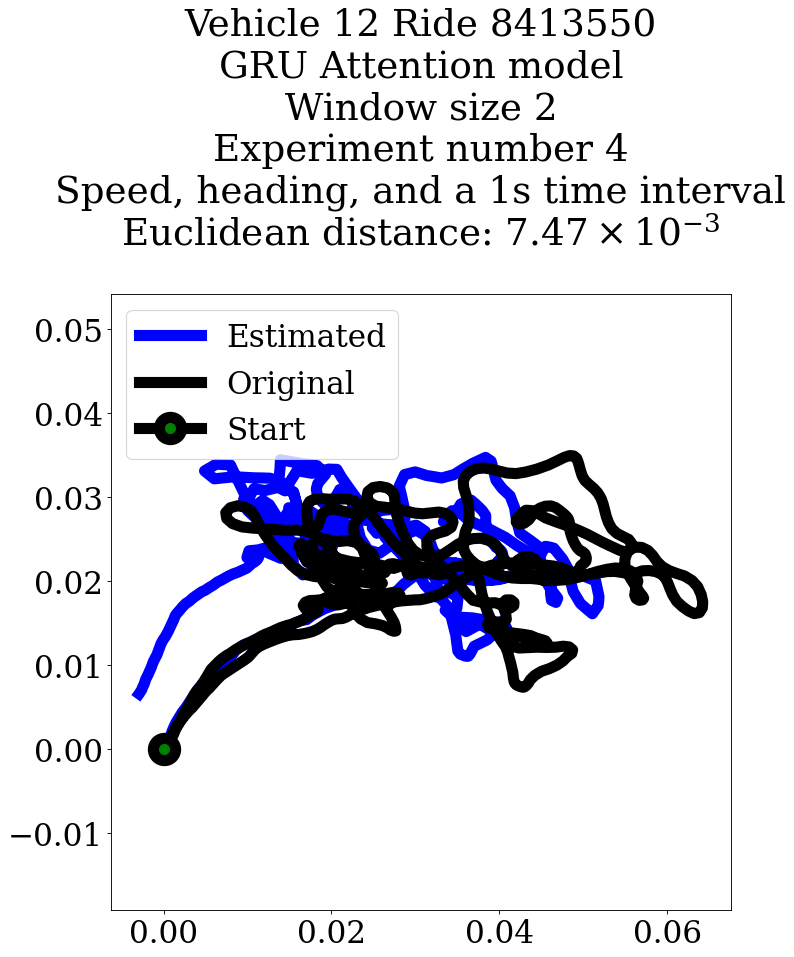 Vehicle 12 Ride 8413550
GRU Attention model
Window size 2
Experiment number 4
Speed, heading, and a 1s time interval
Euclidean distance: 7.47 × 10⁻³
Estimated
Original
Start
0.05
0.04
0.03
0.02
0.01
0.00
−0.01
0.00 0.02 0.04 0.06